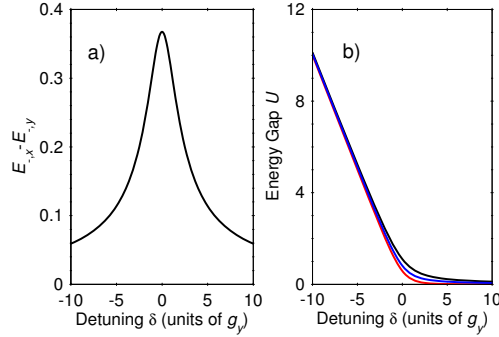 a)
0.4
0.3
0.2
0.1
0
E-,x-E-,y
-10 -5 0 5 10
Detuning δ (units of gy)
b)
12
8
4
0
Energy Gap U
-10 -5 0 5 10
Detuning δ (units of gy)